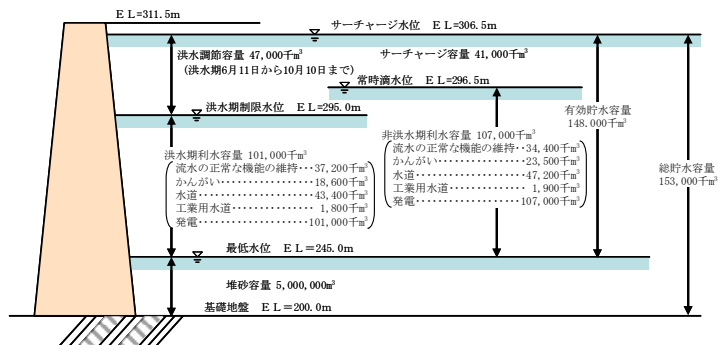 EL=311.5m
サーチャージ水位 EL=306.5m
洪水調節容量 47,000千m³
(洪水期6月11日から10月10日まで)
サーチャージ容量 41,000千m³
常時滴水位 EL=296.5m
洪水期制限水位 EL=295.0m
有効貯水容量
148.000千m³
総貯水容量
153,000千m³
洪水期利水容量 101,000千m³
流水の正常な機能の維持･･･37,200千m³
かんがい･･････････････18,600千m³
水道･･････････････････43,400千m³
工業用水道･･････････････1,800千m³
発電･････････････････101,000千m³
非洪水期利水容量 107,000千m³
流水の正常な機能の維持･･34,400千m³
かんがい･････････････23,500千m³
水道･････････････････47,200千m³
工業用水道････････････1,900千m³
発電････････････････107,000千m³
最低水位 EL=245.0m
堆砂容量 5,000,000m³
基礎地盤 EL=200.0m